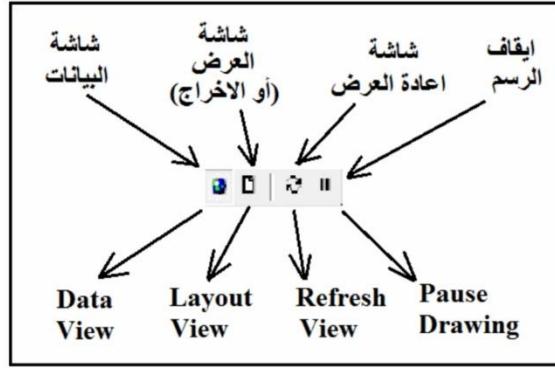 شاشة
البيانات
شاشة
العرض
(أو الاخراج)
شاشة
اعادة العرض
ايقاف
الرسم
Data
View
Layout
View
Refresh
View
Pause
Drawing